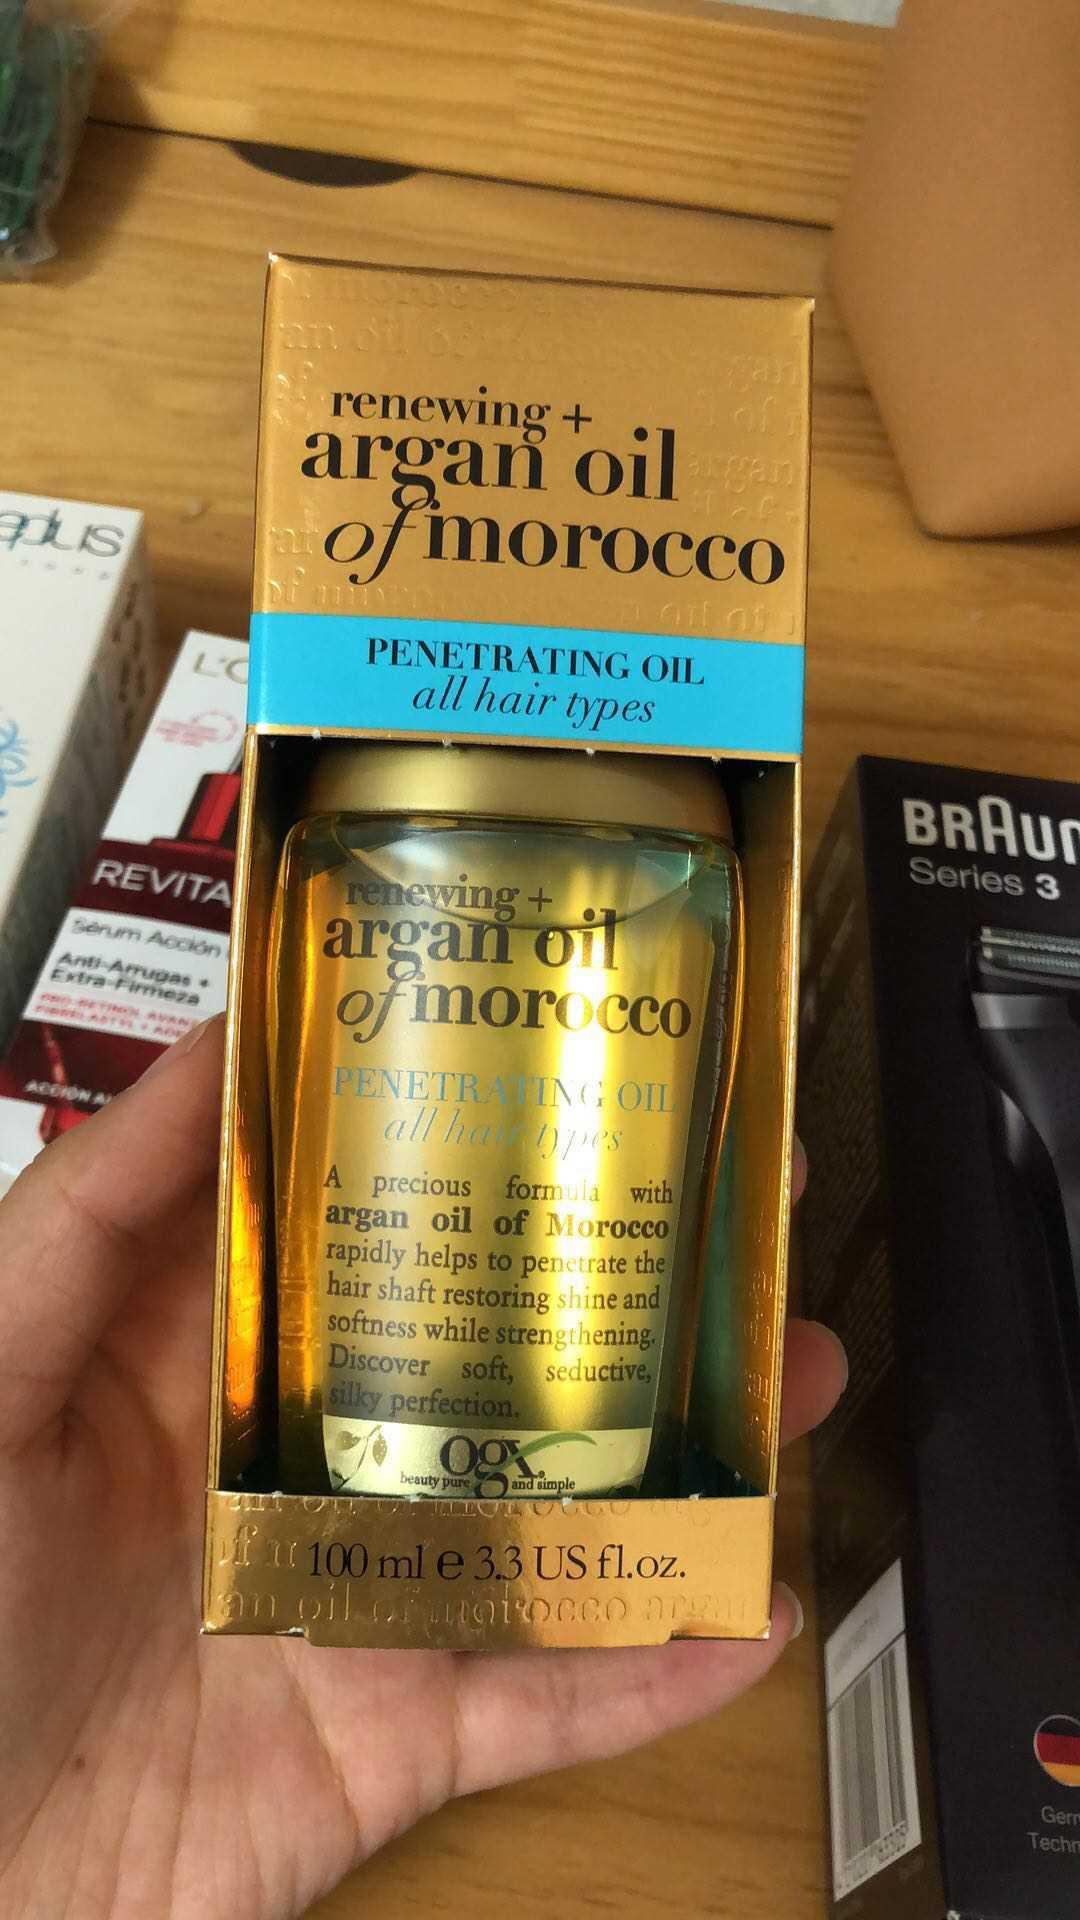 renewing +
argan oil
of morocco
PENETRATING OIL
all hair types
renewing +
argan oil
of morocco
PENETRATING OIL
all hair types
A precious formula with
argan oil of Morocco
rapidly helps to penetrate the
hair shaft restoring shine and
softness while strengthening.
Discover soft, seductive,
silky perfection.
ogx
beauty pure and simple
100 ml e 3.3 US fl.oz.
REVITA
Sérum Acción
Anti-Arrugas +
Extra-Firmeza
BRAUN
Series 3